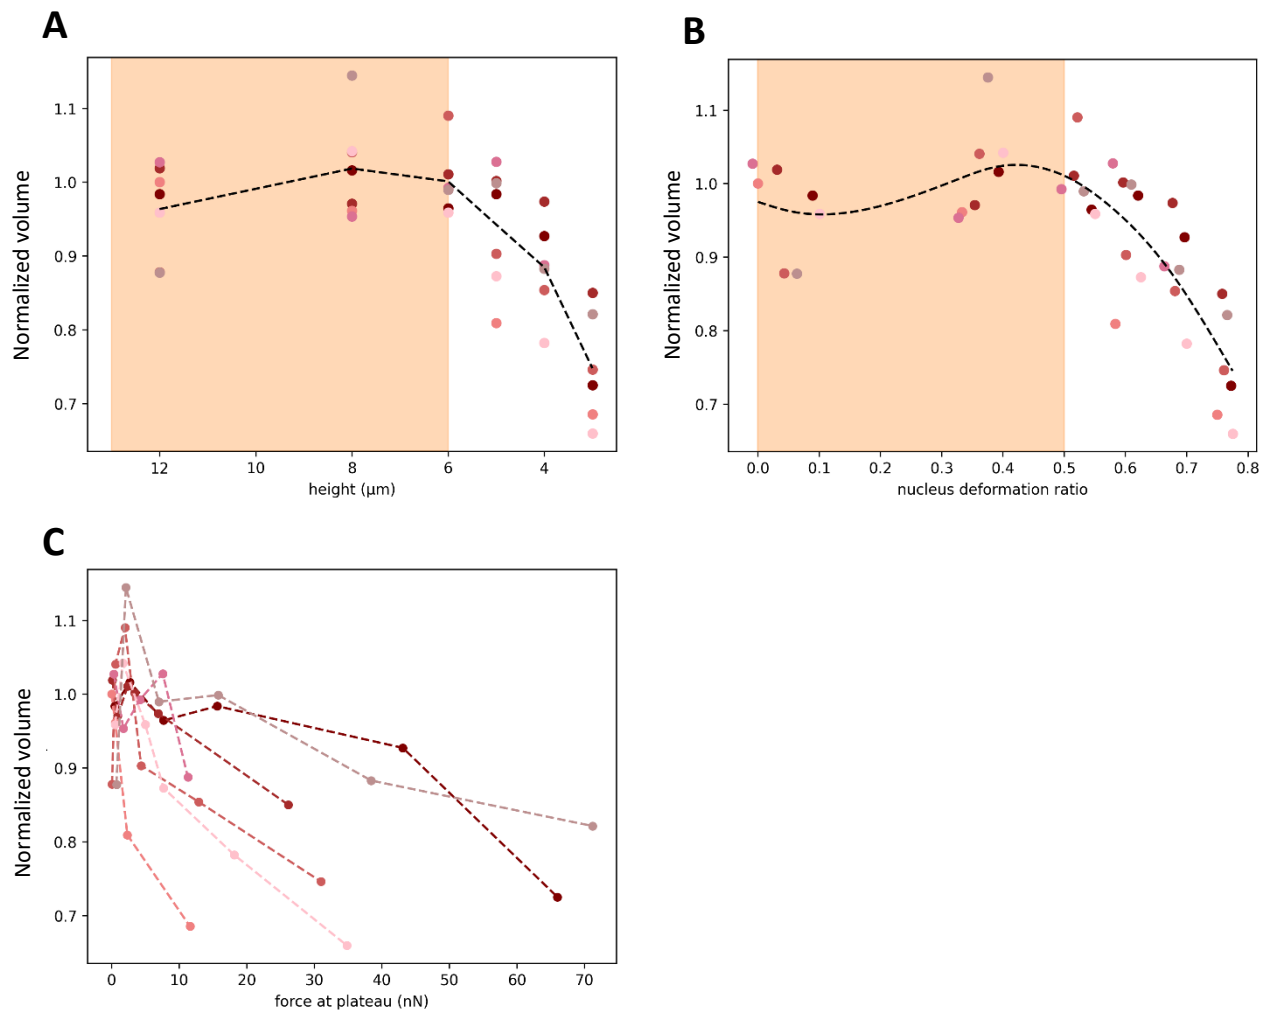 A
Normalized volume
1.1
1.0
0.9
0.8
0.7
12 10 8 6 4
height (μm)
B
Normalized volume
1.1
1.0
0.9
0.8
0.7
0.0 0.1 0.2 0.3 0.4 0.5 0.6 0.7 0.8
nucleus deformation ratio
C
Normalized volume
1.1
1.0
0.9
0.8
0.7
0 10 20 30 40 50 60 70
force at plateau (nN)